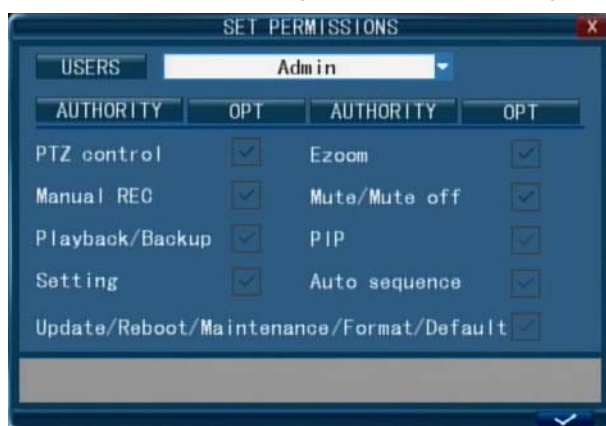 SET PERMISSIONS X
USERS Admin
AUTHORITY OPT AUTHORITY OPT
PTZ control Ezoom
Manual REC Mute/Mute off
Playback/Backup PIP
Setting Auto sequence
Update/Reboot/Maintenance/Format/Default